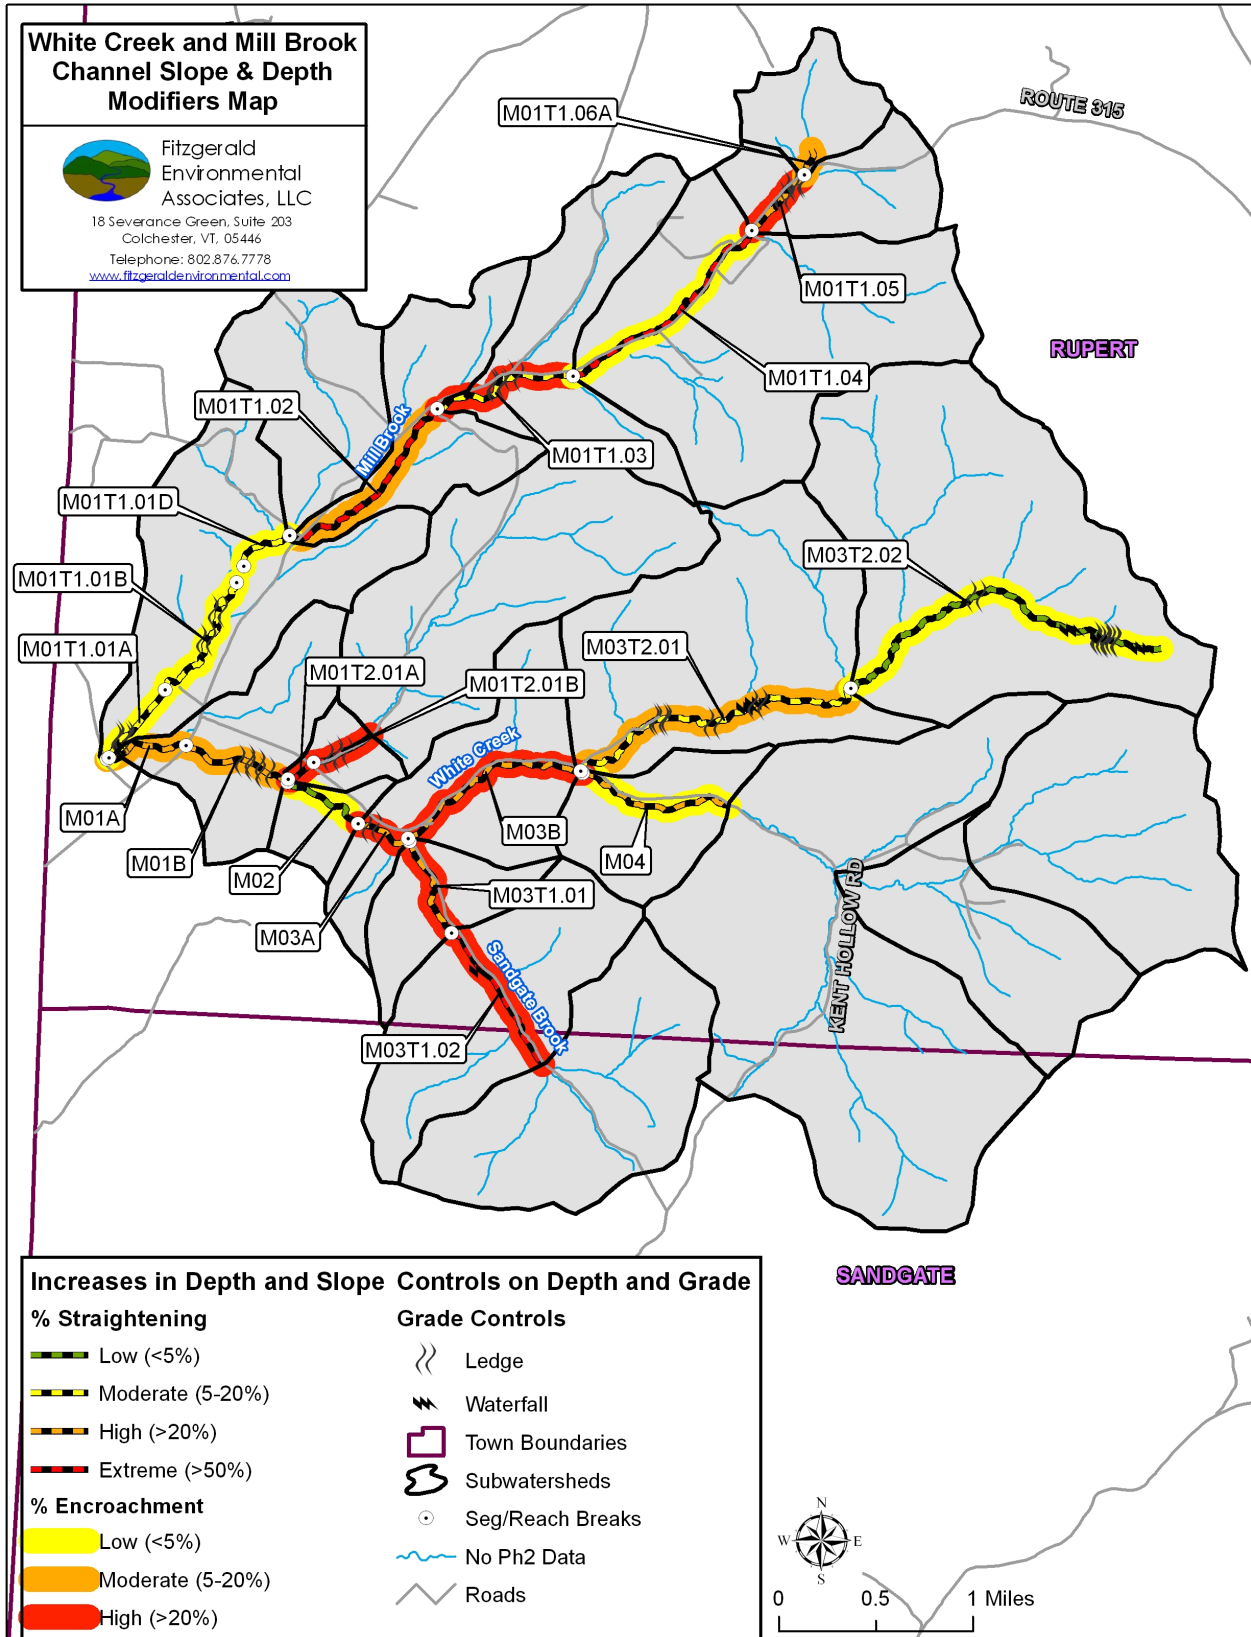 White Creek and Mill Brook
Channel Slope & Depth
Modifiers Map
Fitzgerald
Environmental
Associates, LLC
18 Severance Green, Suite 203
Colchester, VT, 05446
Telephone: 802.876.7778
www.fitzgeraldenvironmental.com
M01T1.06A
ROUTE 315
M01T1.05
RUPERT
M01T1.04
M01T1.02
Mill Brook
M01T1.03
M01T1.01D
M03T2.02
M01T1.01B
M01T1.01A
M03T2.01
M01T2.01A
M01T2.01B
White Creek
M01A
M03B
M01B
M04
M02
M03T1.01
M03A
KENT HOLLOW RD
Sandgate Brook
M03T1.02
SANDGATE
Increases in Depth and Slope
% Straightening
Low (<5%)
Moderate (5-20%)
High (>20%)
Extreme (>50%)
% Encroachment
Low (<5%)
Moderate (5-20%)
High (>20%)
Controls on Depth and Grade
Grade Controls
Ledge
Waterfall
Town Boundaries
Subwatersheds
Seg/Reach Breaks
No Ph2 Data
Roads
N
W E
S
0 0.5 1 Miles